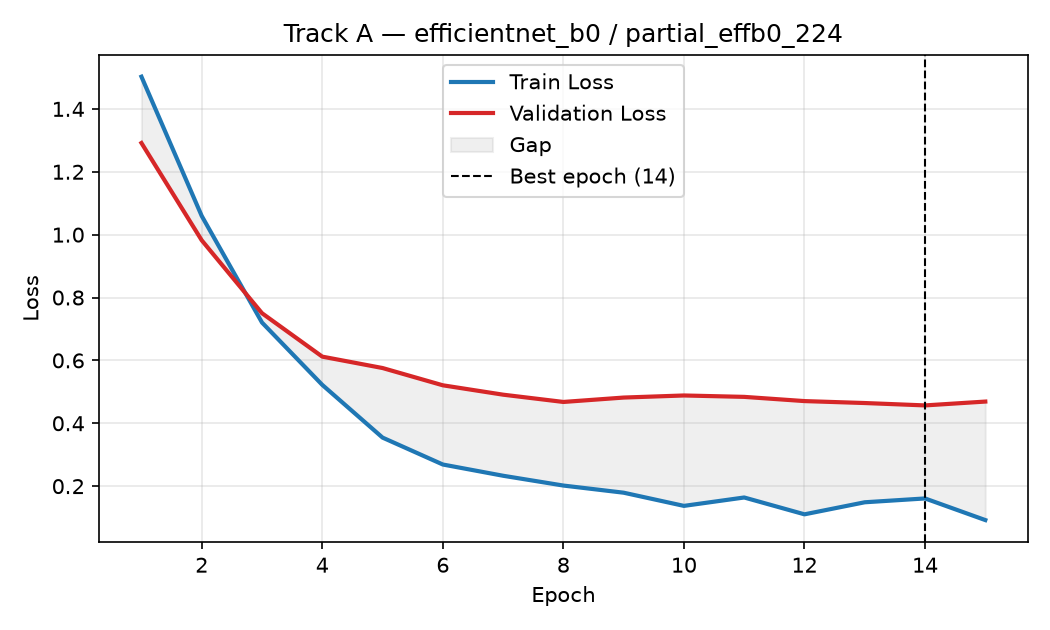 Track A — efficientnet_b0 / partial_effb0_224
Train Loss
Validation Loss
Gap
Best epoch (14)
Loss
1.4
1.2
1.0
0.8
0.6
0.4
0.2
2 4 6 8 10 12 14
Epoch